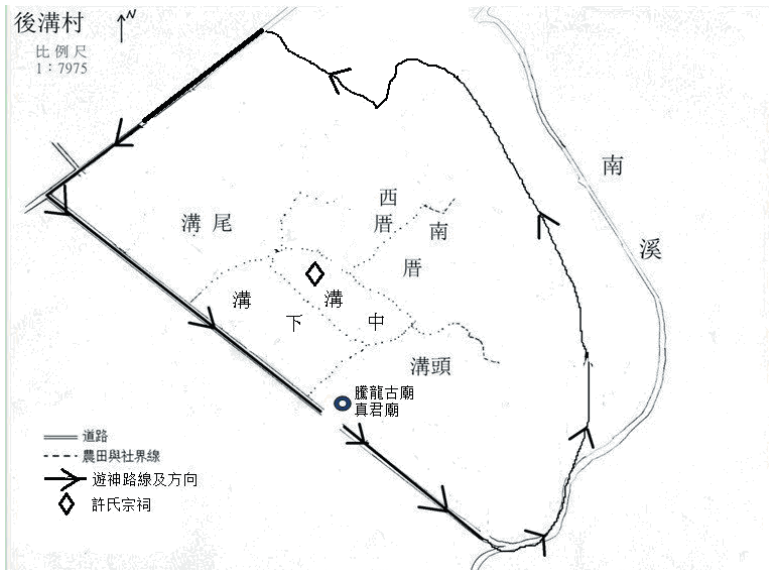 後溝村
N
比例尺
1：7975
南
溪
西
厝
南
厝
溝尾
溝
下
溝
中
溝頭
騰龍古廟
真君廟
道路
農田與社界線
遊神路線及方向
許氏宗祠